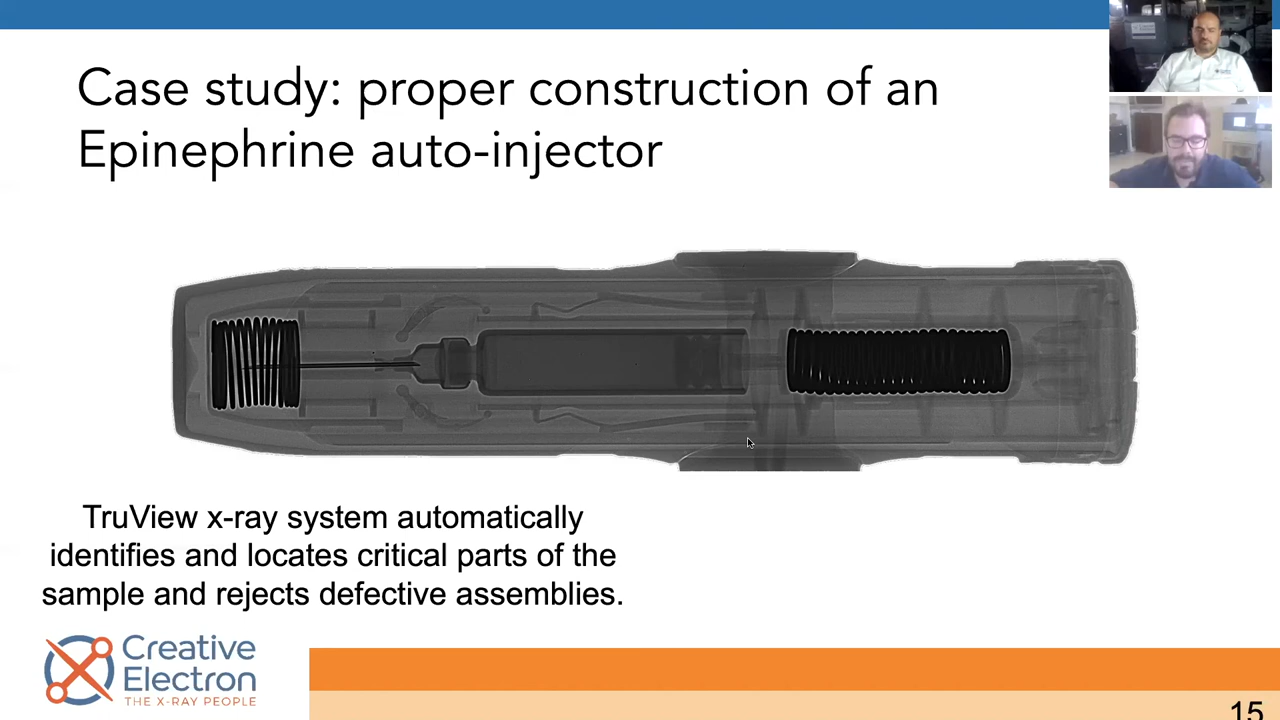 Case study: proper construction of an
Epinephrine auto-injector
TruView x-ray system automatically
identifies and locates critical parts of the
sample and rejects defective assemblies.
Creative
Electron
THE X-RAY PEOPLE
15